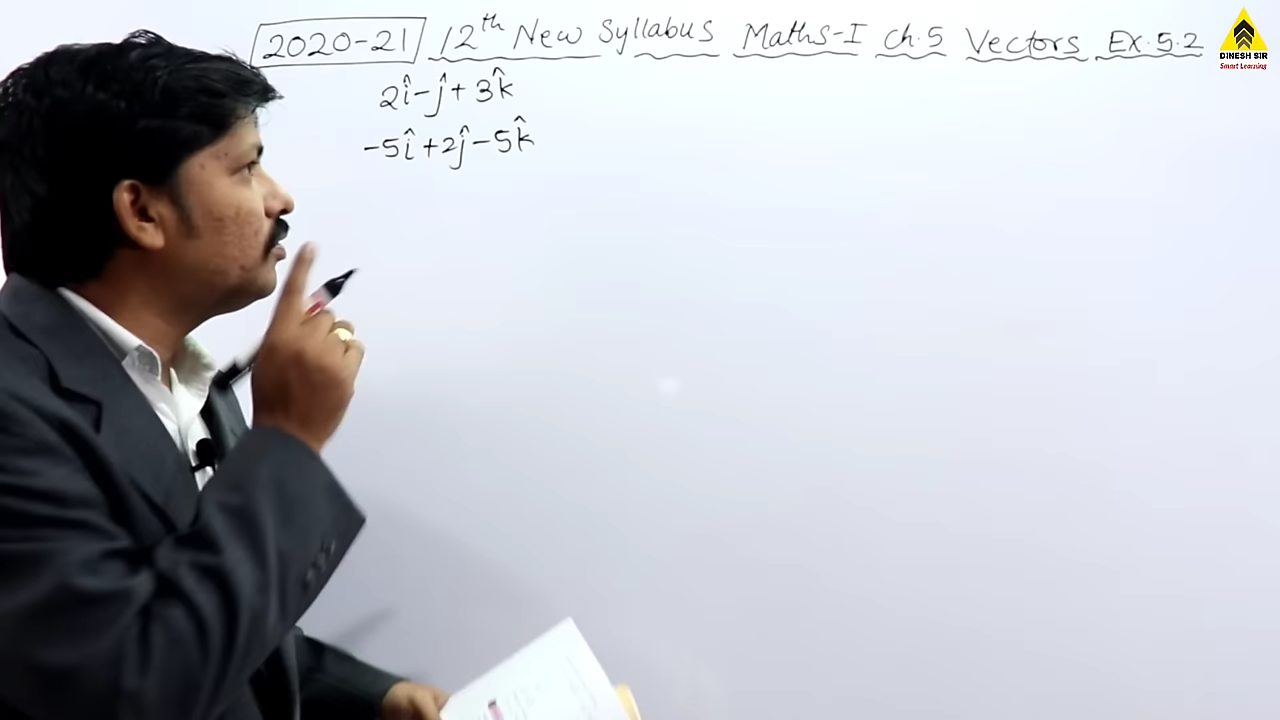 2020-21 12th New Syllabus Maths-I Ch.5 Vectors Ex.5.2
2î-ĵ+3k̂
-5î+2ĵ-5k̂
DINESH SIR
Smart Learning